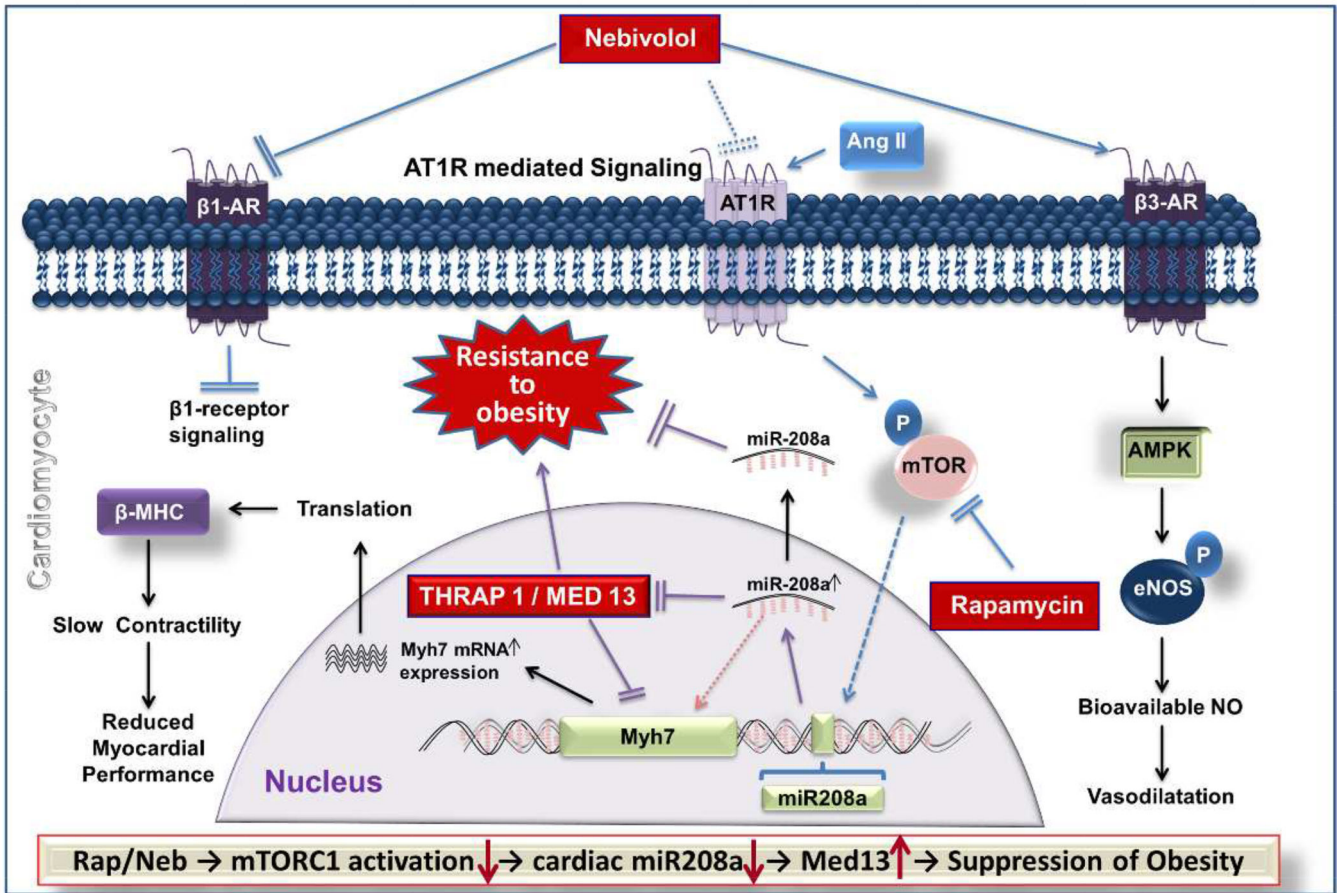 Nebivolol
Ang II
AT1R mediated Signaling
β1-AR
AT1R
β3-AR
Cardiomyocyte
Resistance
to
obesity
β1-receptor
signaling
miR-208a
P
mTOR
AMPK
β-MHC
Translation
P
eNOS
THRAP 1 / MED 13
miR-208a↑
Rapamycin
Slow Contractility
Myh7 mRNA↑
expression
Bioavailable NO
Reduced
Myocardial
Performance
Myh7
Nucleus
miR208a
Vasodilatation
Rap/Neb → mTORC1 activation↓→ cardiac miR208a↓→ Med13↑→ Suppression of Obesity